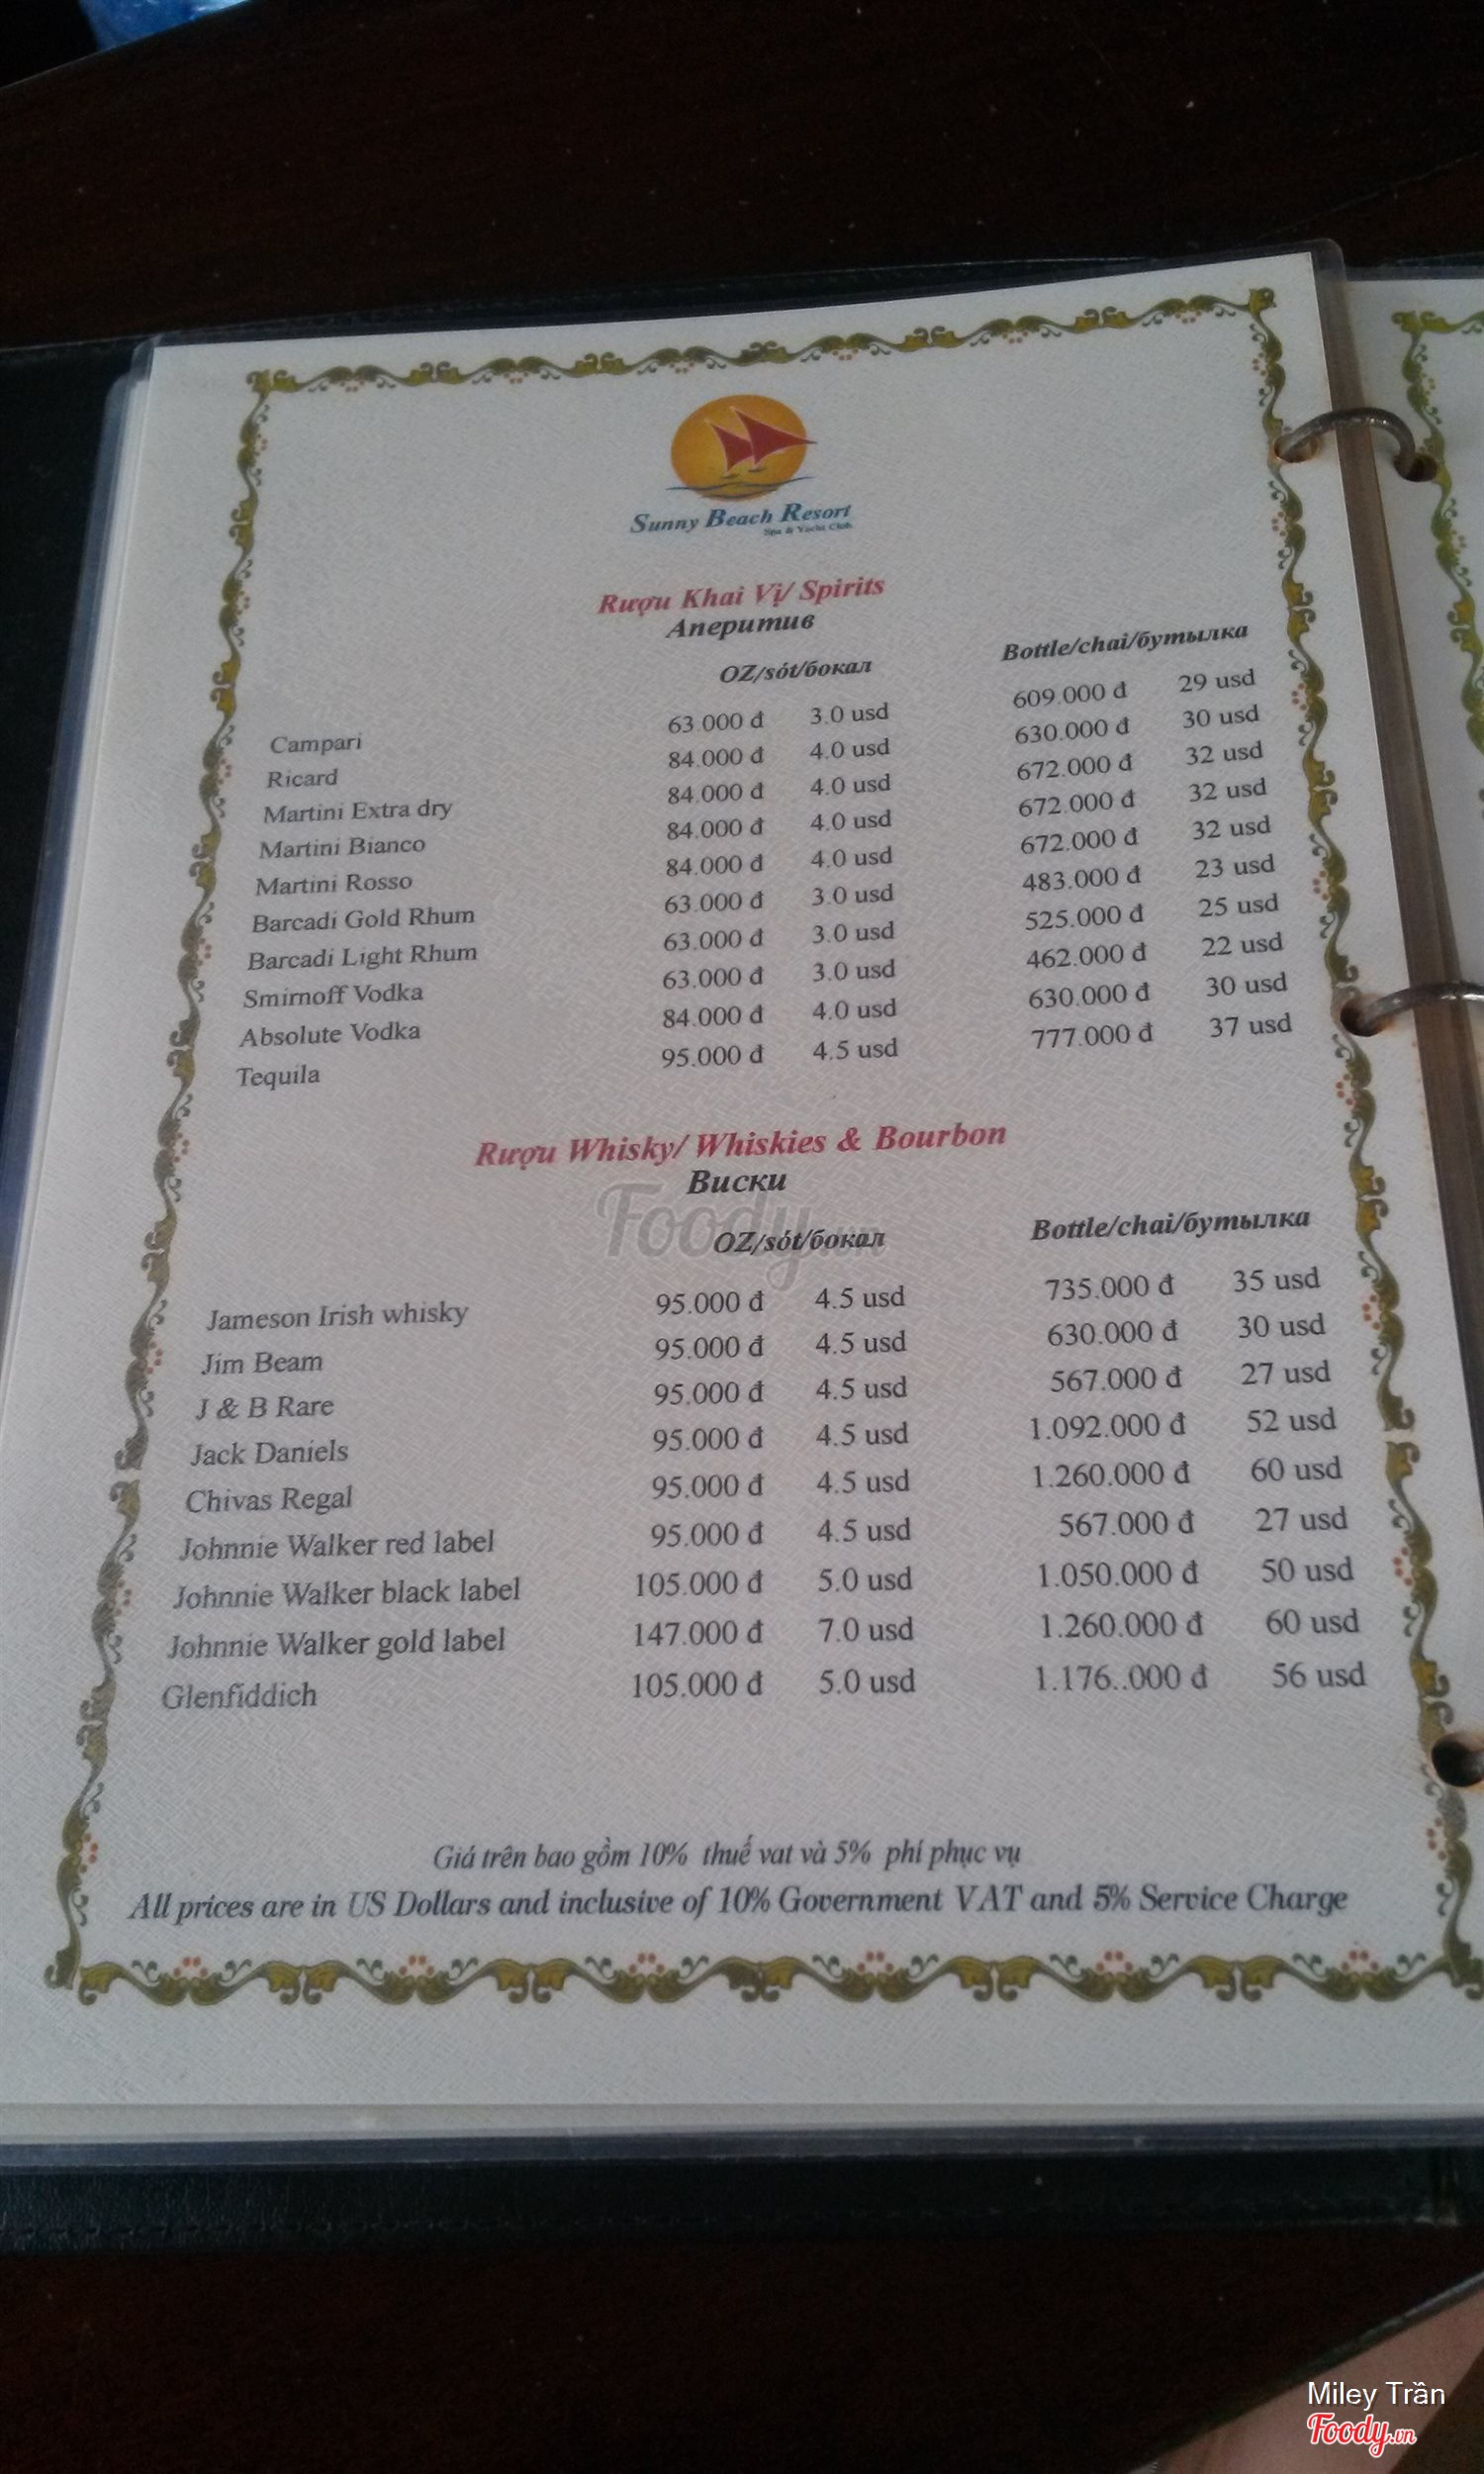 Sunny Beach Resort
Spa & Yacht Club
Rượu Khai Vị/ Spirits
Аперитив
OZ/sót/бокал Bottle/chai/бутылка
Campari 63.000 đ 3.0 usd 609.000 đ 29 usd
Ricard 84.000 đ 4.0 usd 630.000 đ 30 usd
Martini Extra dry 84.000 đ 4.0 usd 672.000 đ 32 usd
Martini Bianco 84.000 đ 4.0 usd 672.000 đ 32 usd
Martini Rosso 84.000 đ 4.0 usd 672.000 đ 32 usd
Barcadi Gold Rhum 63.000 đ 3.0 usd 483.000 đ 23 usd
Barcadi Light Rhum 63.000 đ 3.0 usd 525.000 đ 25 usd
Smirnoff Vodka 63.000 đ 3.0 usd 462.000 đ 22 usd
Absolute Vodka 84.000 đ 4.0 usd 630.000 đ 30 usd
Tequila 95.000 đ 4.5 usd 777.000 đ 37 usd
Rượu Whisky/ Whiskies & Bourbon
Виски
Foody.vn
OZ/sót/бокал Bottle/chai/бутылка
Jameson Irish whisky 95.000 đ 4.5 usd 735.000 đ 35 usd
Jim Beam 95.000 đ 4.5 usd 630.000 đ 30 usd
J & B Rare 95.000 đ 4.5 usd 567.000 đ 27 usd
Jack Daniels 95.000 đ 4.5 usd 1.092.000 đ 52 usd
Chivas Regal 95.000 đ 4.5 usd 1.260.000 đ 60 usd
Johnnie Walker red label 95.000 đ 4.5 usd 567.000 đ 27 usd
Johnnie Walker black label 105.000 đ 5.0 usd 1.050.000 đ 50 usd
Johnnie Walker gold label 147.000 đ 7.0 usd 1.260.000 đ 60 usd
Glenfiddich 105.000 đ 5.0 usd 1.176..000 đ 56 usd
Giá trên bao gồm 10% thuế vat và 5% phí phục vụ
All prices are in US Dollars and inclusive of 10% Government VAT and 5% Service Charge
Miley Trần
Foody.vn